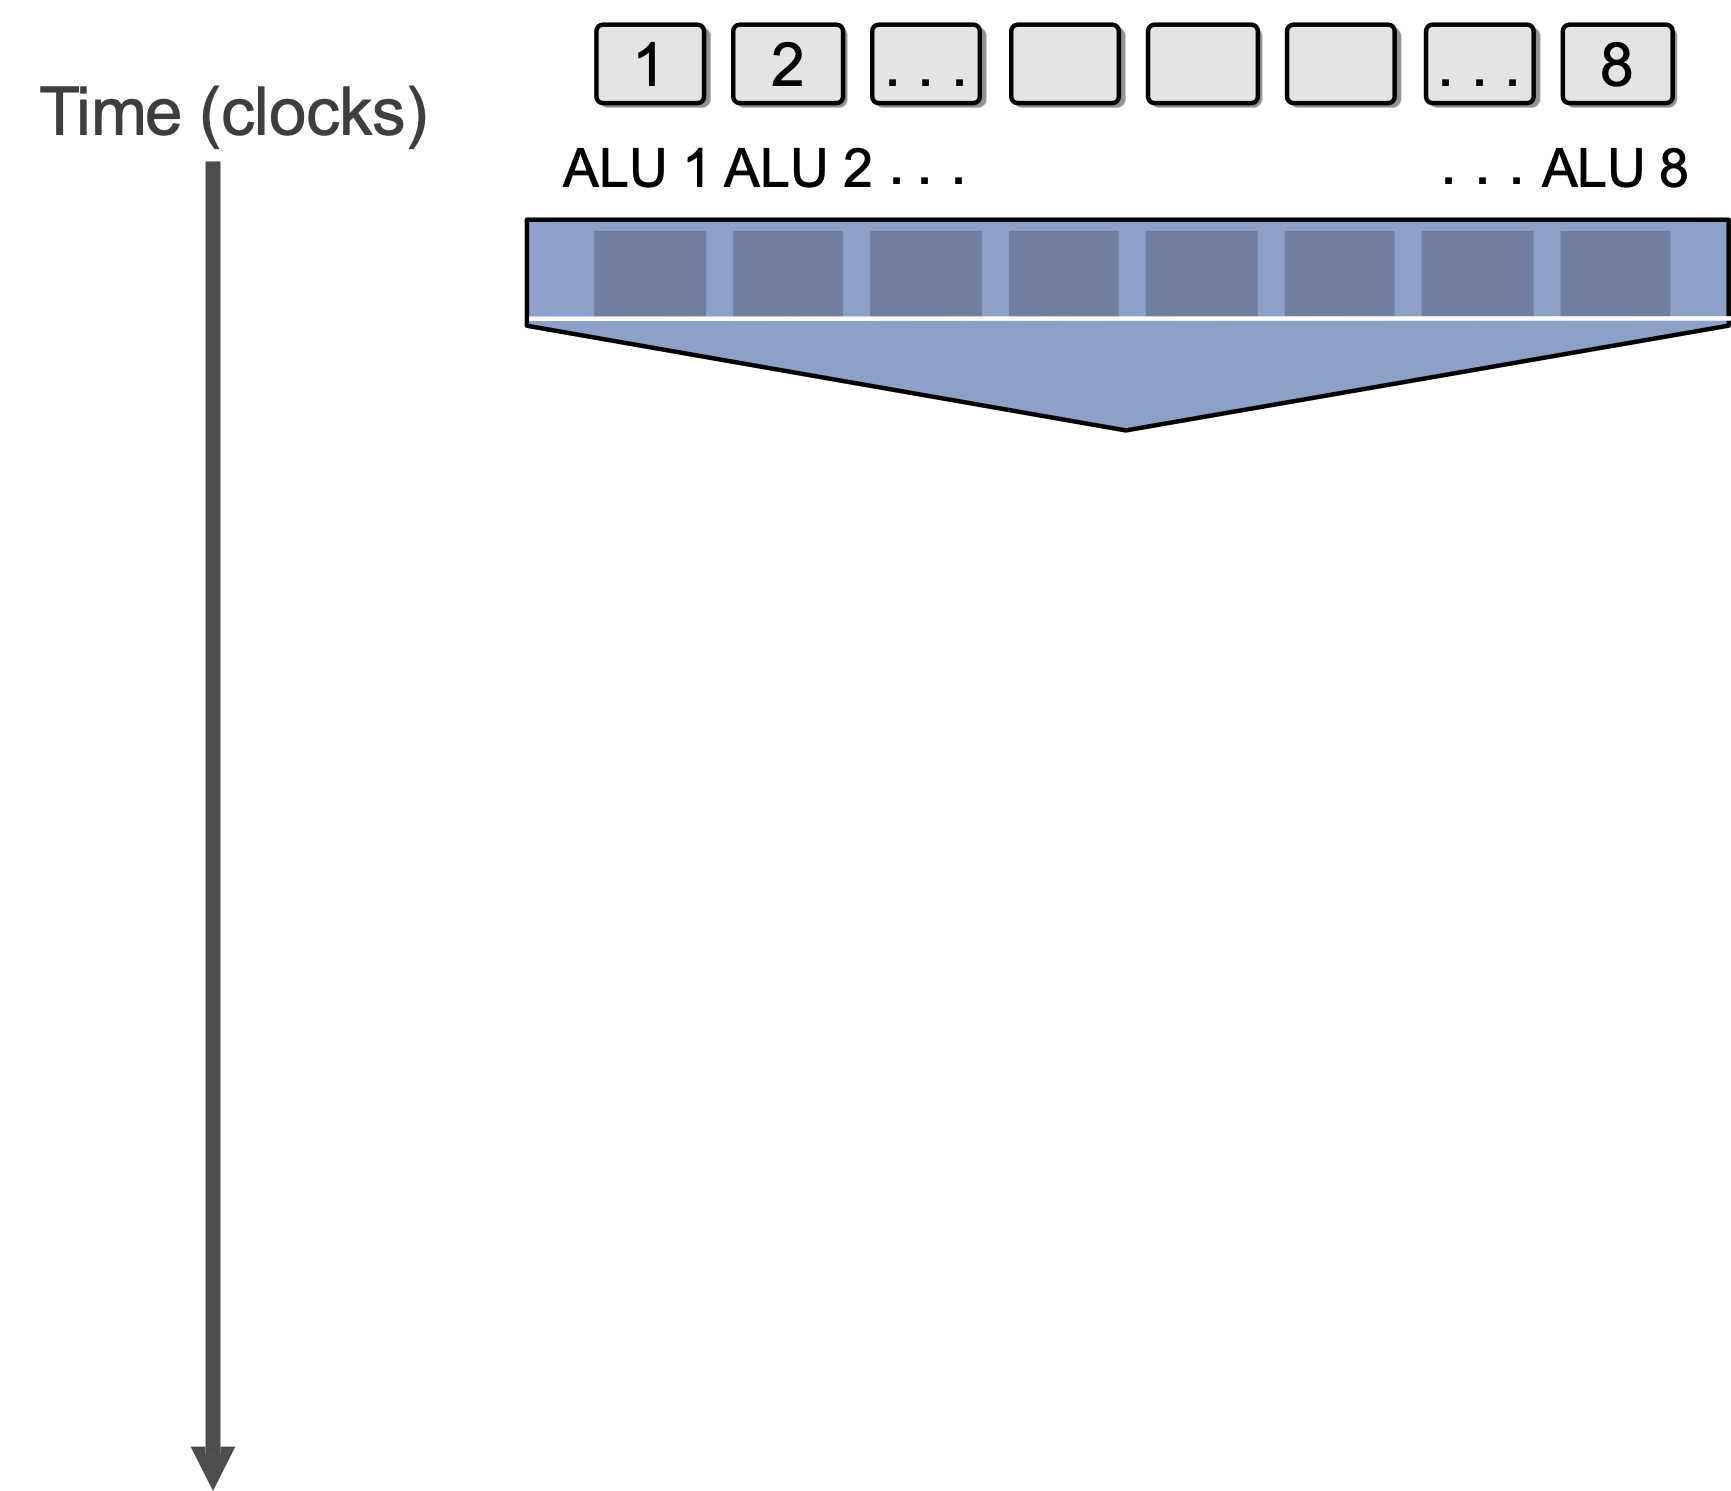 1 2 ... ... 8
Time (clocks)
ALU 1 ALU 2 ... ... ALU 8